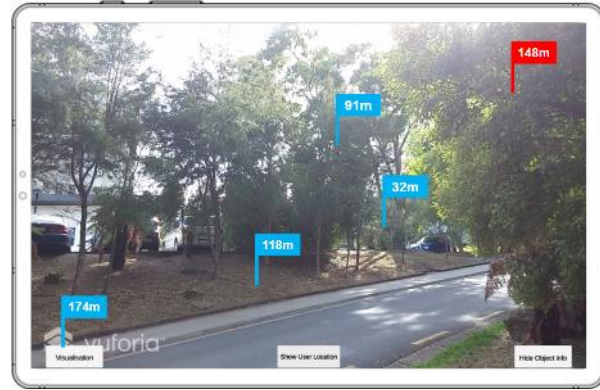 148m
91m
32m
118m
174m
vuforia
Visualisation
Show User Location
Hide Object Info